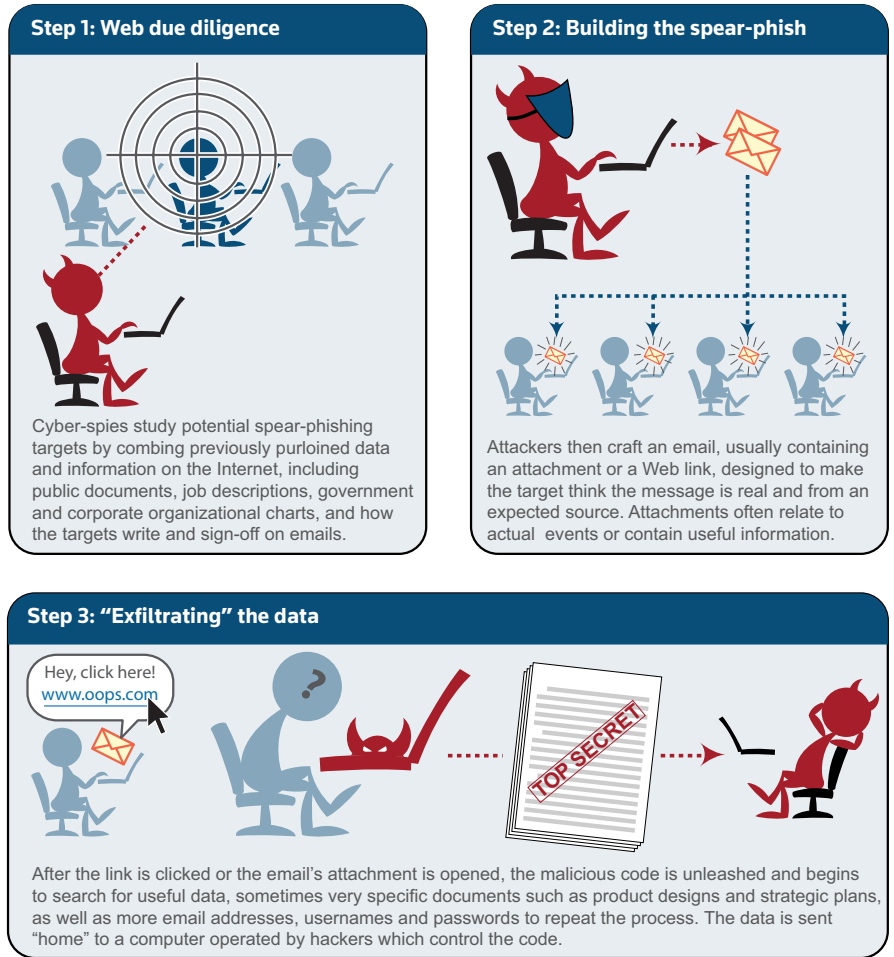 Step 1: Web due diligence
Cyber-spies study potential spear-phishing
targets by combing previously purloined data
and information on the Internet, including
public documents, job descriptions, government
and corporate organizational charts, and how
the targets write and sign-off on emails.
Step 2: Building the spear-phish
Attackers then craft an email, usually containing
an attachment or a Web link, designed to make
the target think the message is real and from an
expected source. Attachments often relate to
actual  events or contain useful information.
Step 3: “Exfiltrating” the data
Hey, click here!
www.oops.com
?
TOP SECRET
After the link is clicked or the email’s attachment is opened, the malicious code is unleashed and begins
to search for useful data, sometimes very specific documents such as product designs and strategic plans,
as well as more email addresses, usernames and passwords to repeat the process. The data is sent
“home” to a computer operated by hackers which control the code.